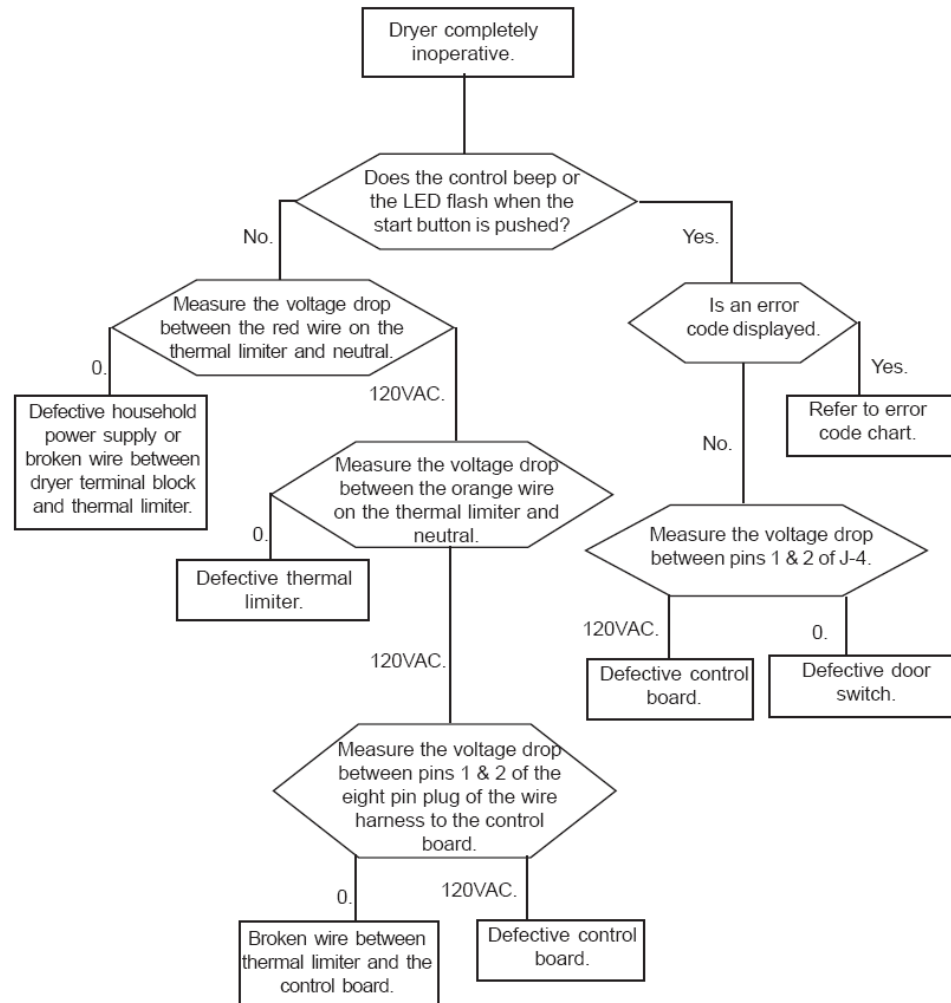 Dryer completely
inoperative.
Does the control beep or
the LED flash when the
start button is pushed?
No.
Yes.
Measure the voltage drop
between the red wire on the
thermal limiter and neutral.
Is an error
code displayed.
0.
120VAC.
Yes.
No.
Defective household
power supply or
broken wire between
dryer terminal block
and thermal limiter.
Refer to error
code chart.
Measure the voltage drop
between the orange wire
on the thermal limiter and
neutral.
Measure the voltage drop
between pins 1 & 2 of J-4.
0.
Defective thermal
limiter.
120VAC.
120VAC.
0.
Defective control
board.
Defective door
switch.
Measure the voltage drop
between pins 1 & 2 of the
eight pin plug of the wire
harness to the control
board.
0.
120VAC.
Broken wire between
thermal limiter and the
control board.
Defective control
board.